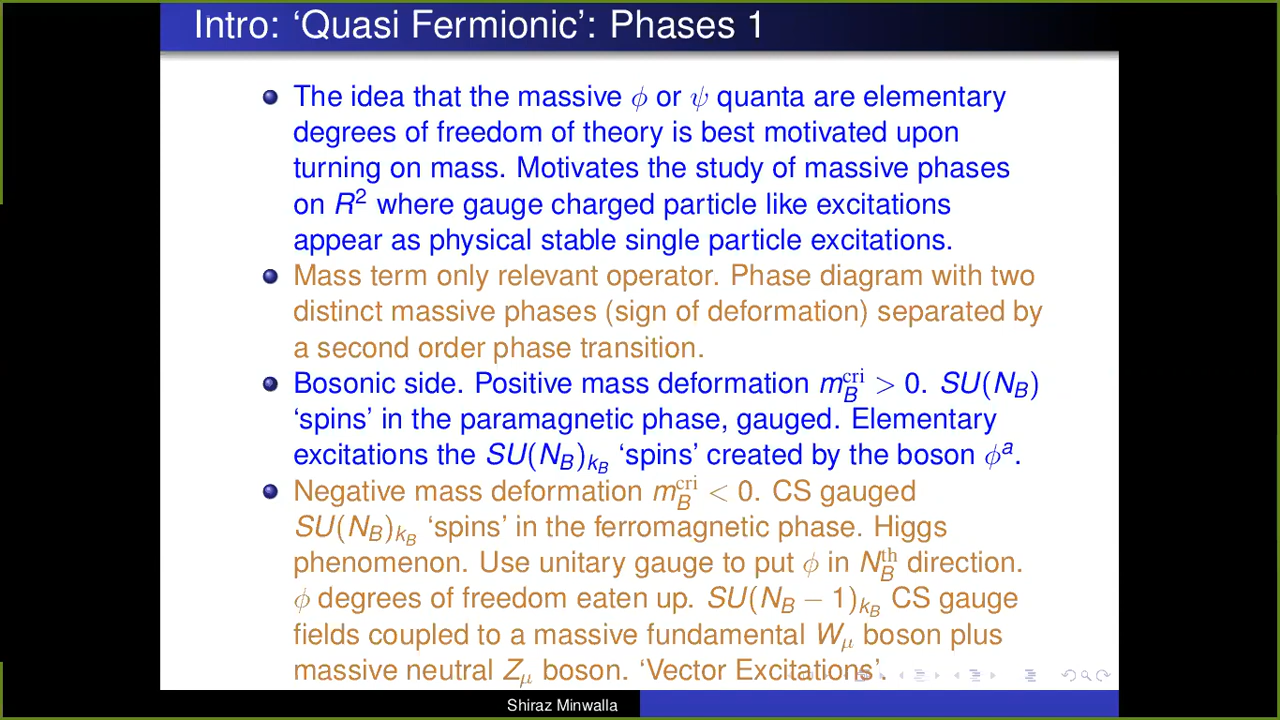 Intro: ‘Quasi Fermionic’: Phases 1
The idea that the massive ϕ or ψ quanta are elementary
degrees of freedom of theory is best motivated upon
turning on mass. Motivates the study of massive phases
on R² where gauge charged particle like excitations
appear as physical stable single particle excitations.
Mass term only relevant operator. Phase diagram with two
distinct massive phases (sign of deformation) separated by
a second order phase transition.
Bosonic side. Positive mass deformation m_B^cri > 0. SU(N_B)
‘spins’ in the paramagnetic phase, gauged. Elementary
excitations the SU(N_B)_{k_B} ‘spins’ created by the boson ϕ^a.
Negative mass deformation m_B^cri < 0. CS gauged
SU(N_B)_{k_B} ‘spins’ in the ferromagnetic phase. Higgs
phenomenon. Use unitary gauge to put ϕ in N_B^th direction.
ϕ degrees of freedom eaten up. SU(N_B − 1)_{k_B} CS gauge
fields coupled to a massive fundamental W_μ boson plus
massive neutral Z_μ boson. ‘Vector Excitations’.
Shiraz Minwalla